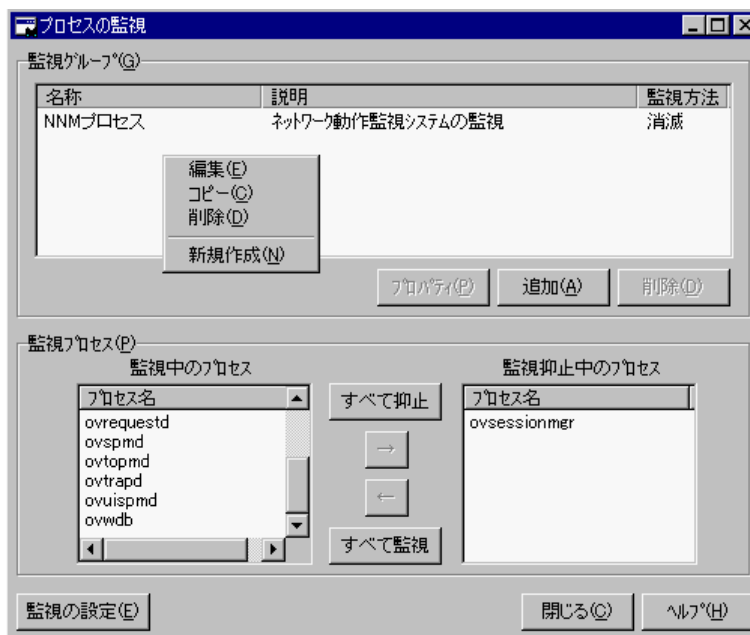 プロセスの監視
監視グループ(G)
名称 説明 監視方法
NNMプロセス ネットワーク動作監視システムの監視 消滅
編集(E)
コピー(C)
削除(D)
新規作成(N)
プロパティ(P) 追加(A) 削除(D)
監視プロセス(P)
監視中のプロセス 監視抑止中のプロセス
プロセス名 すべて抑止 プロセス名
ovrequestd ovsessionmgr
ovspmd
ovtopmd →
ovtrapd
ovuispmd ←
ovwdb
すべて監視
監視の設定(E) 閉じる(C) ヘルプ(H)